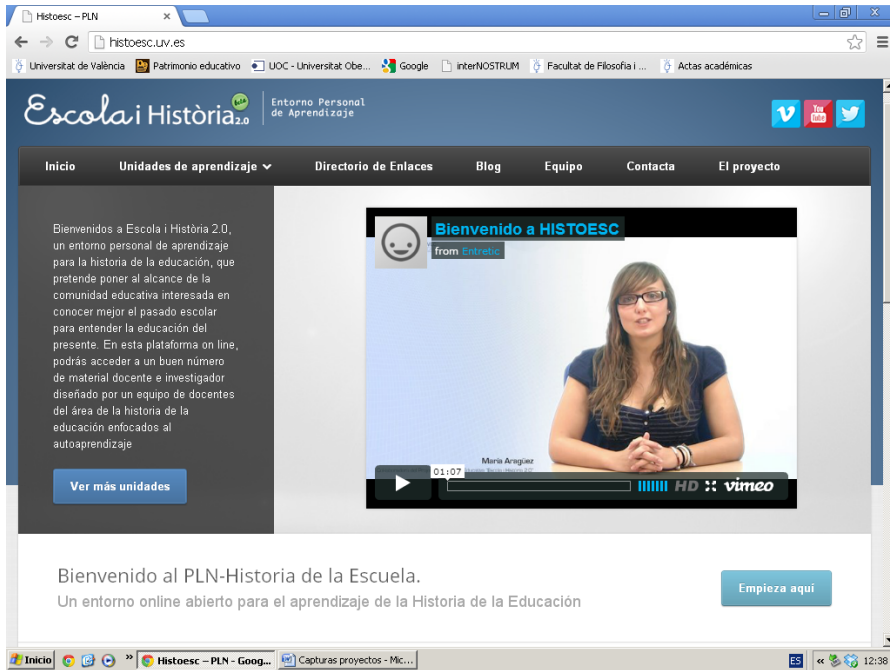 Histoesc – PLN
histoesc.uv.es
Universitat de València Patrimonio educativo UOC - Universitat Obe... Google interNOSTRUM Facultat de Filosofia i ... Actas académicas
Escola i Història 2.0 Beta
Entorno Personal
de Aprendizaje
You
Tube
Inicio Unidades de aprendizaje Directorio de Enlaces Blog Equipo Contacta El proyecto
Bienvenidos a Escola i Història 2.0,
un entorno personal de aprendizaje
para la historia de la educación, que
pretende poner al alcance de la
comunidad educativa interesada en
conocer mejor el pasado escolar
para entender la educación del
presente. En esta plataforma on line,
podrás acceder a un buen número
de material docente e investigador
diseñado por un equipo de docentes
del área de la historia de la
educación enfocados al
autoaprendizaje
Ver más unidades
Bienvenido a HISTOESC
from Entretic
María Aragüez
01:07
HD vimeo
Bienvenido al PLN-Historia de la Escuela.
Un entorno online abierto para el aprendizaje de la Historia de la Educación
Empieza aquí
Inicio » Histoesc – PLN - Goog... Capturas proyectos - Mic... ES « 12:38